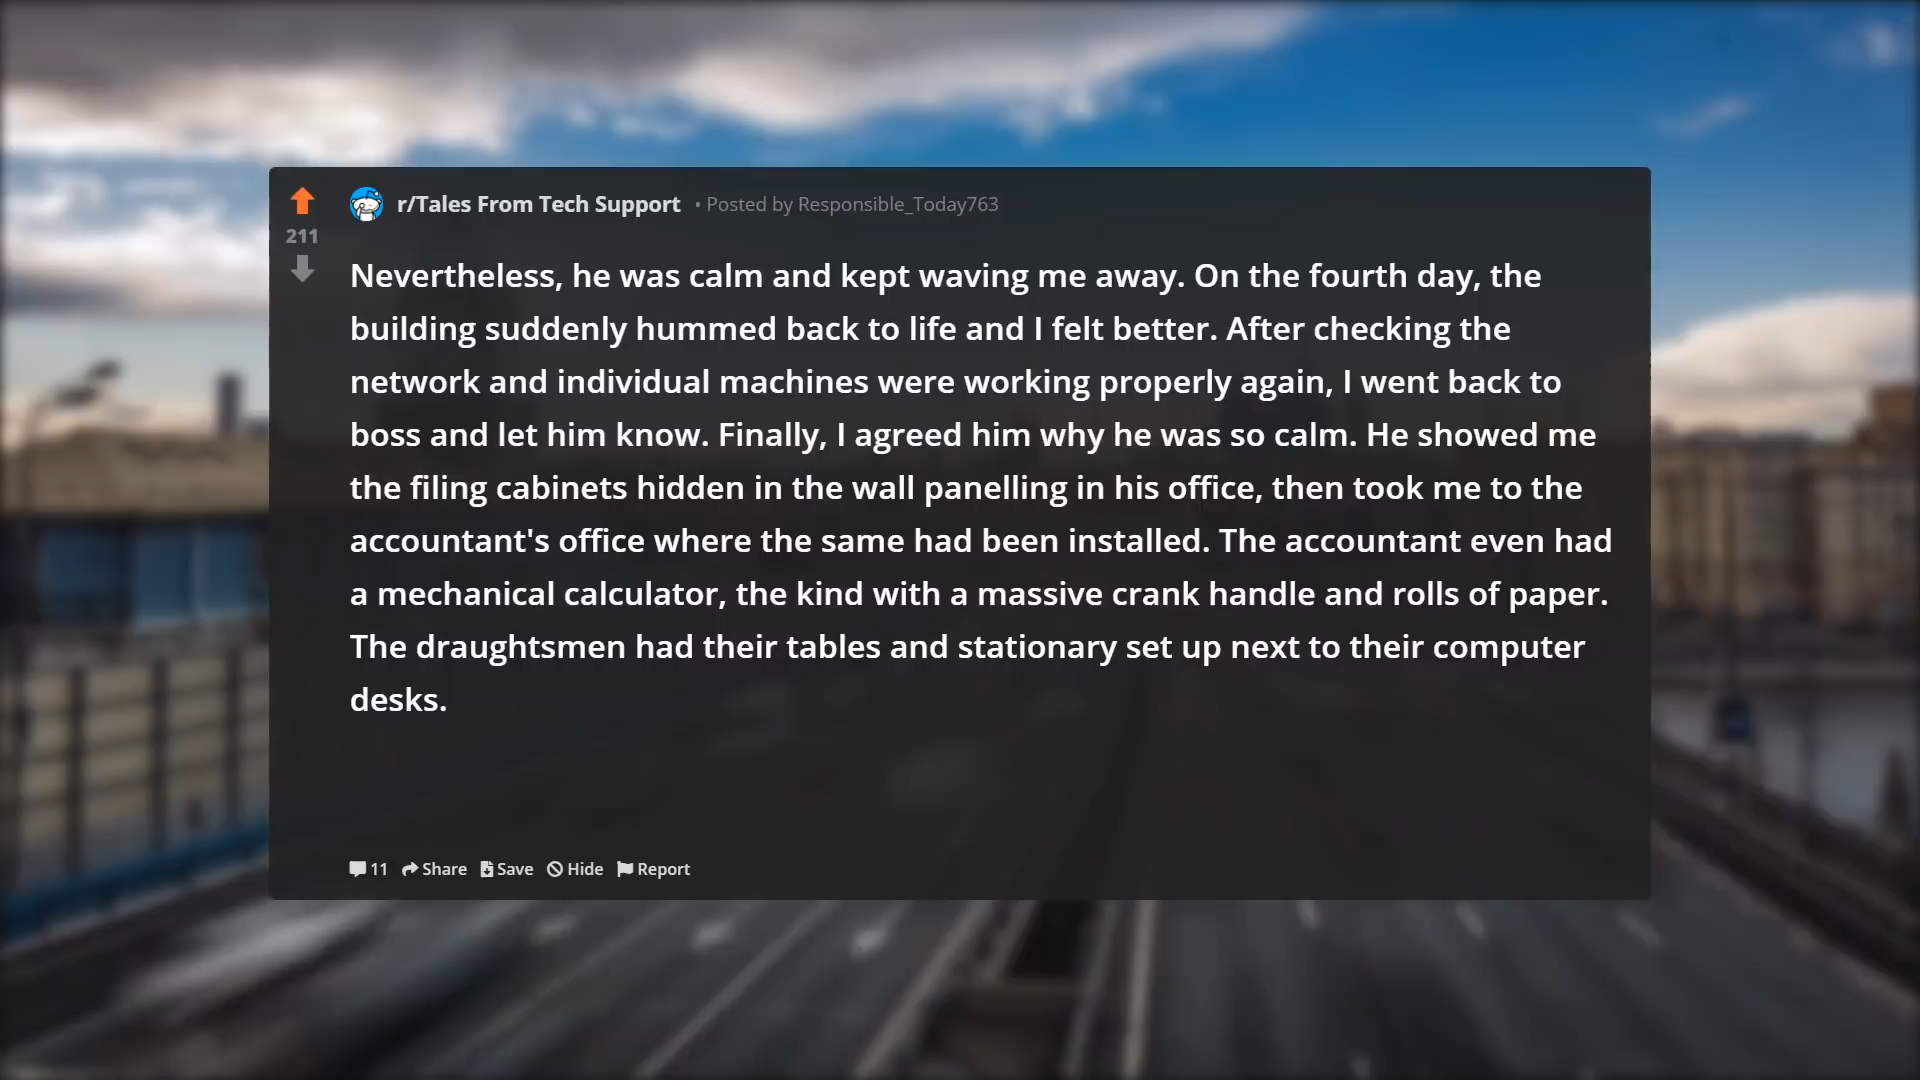 r/Tales From Tech Support • Posted by Responsible_Today763
211
Nevertheless, he was calm and kept waving me away. On the fourth day, the
building suddenly hummed back to life and I felt better. After checking the
network and individual machines were working properly again, I went back to
boss and let him know. Finally, I agreed him why he was so calm. He showed me
the filing cabinets hidden in the wall panelling in his office, then took me to the
accountant's office where the same had been installed. The accountant even had
a mechanical calculator, the kind with a massive crank handle and rolls of paper.
The draughtsmen had their tables and stationary set up next to their computer
desks.
11 Share Save Hide Report